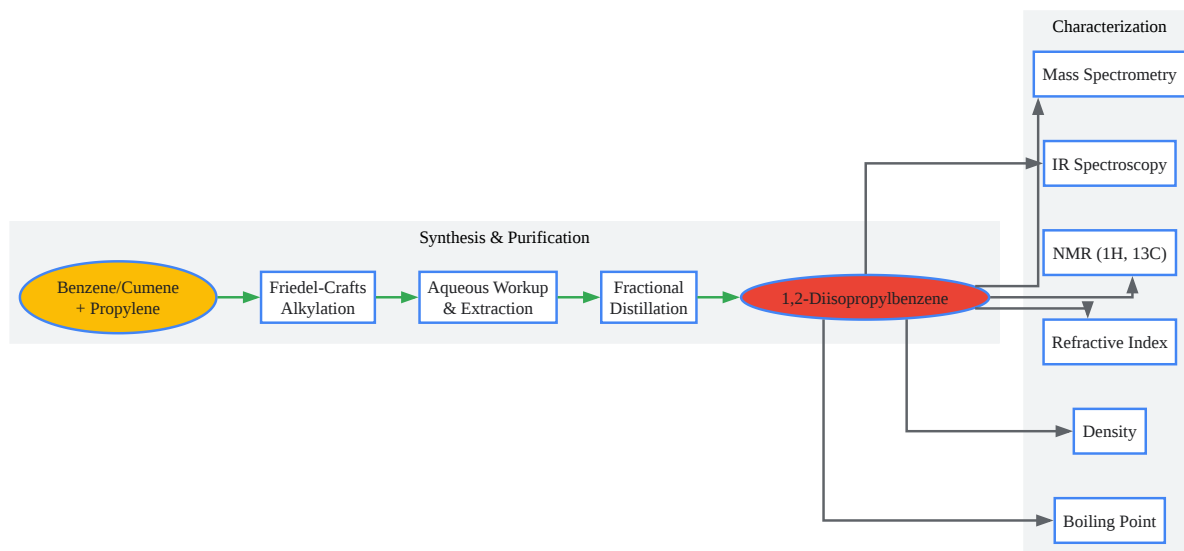 Characterization
Mass Spectrometry
IR Spectroscopy
Synthesis & Purification
NMR (1H, 13C)
Benzene/Cumene
+ Propylene
Friedel-Crafts
Alkylation
Aqueous Workup
& Extraction
Fractional
Distillation
1,2-Diisopropylbenzene
Refractive Index
Density
Boiling Point